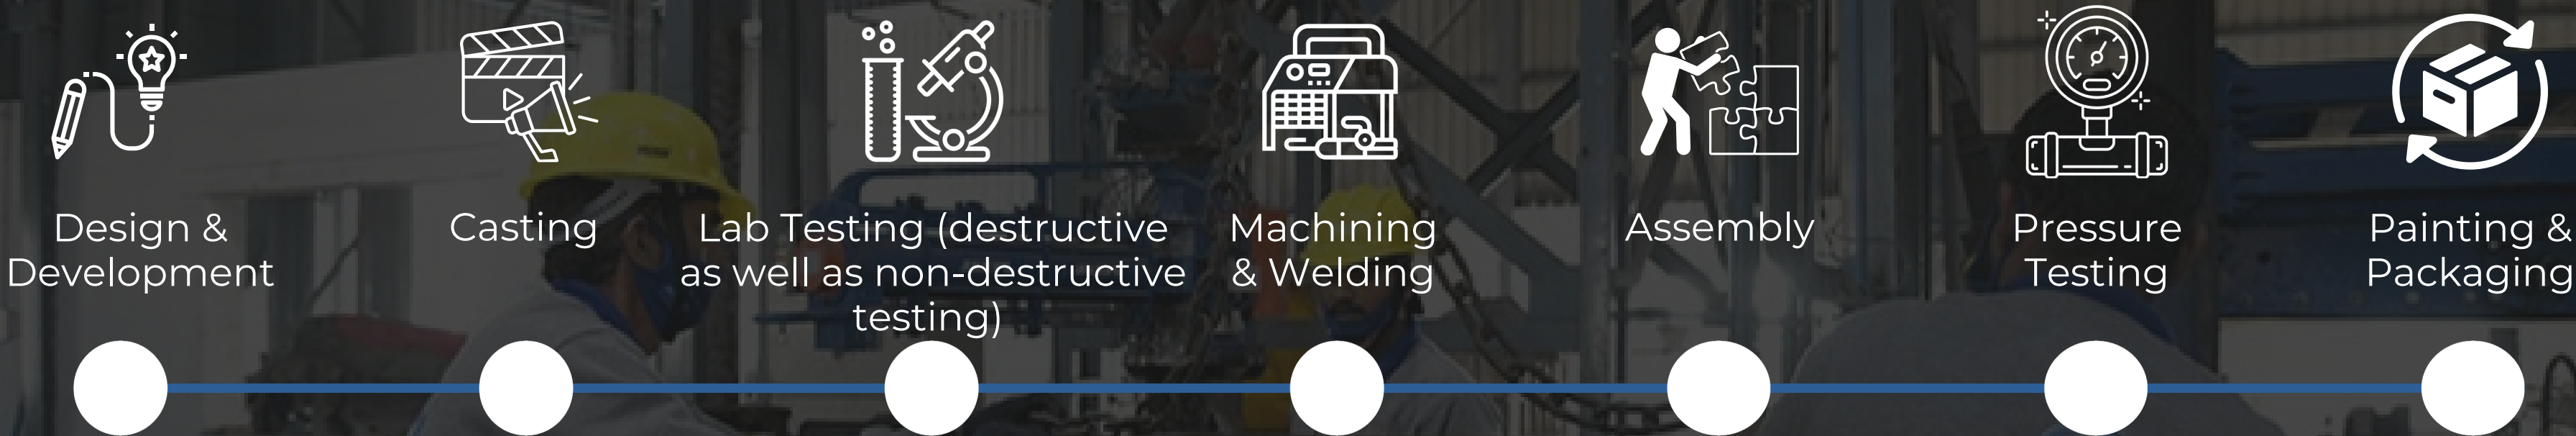 Design &
Development
Casting
Lab Testing (destructive
as well as non-destructive
testing)
Machining
& Welding
Assembly
Pressure
Testing
Painting &
Packaging